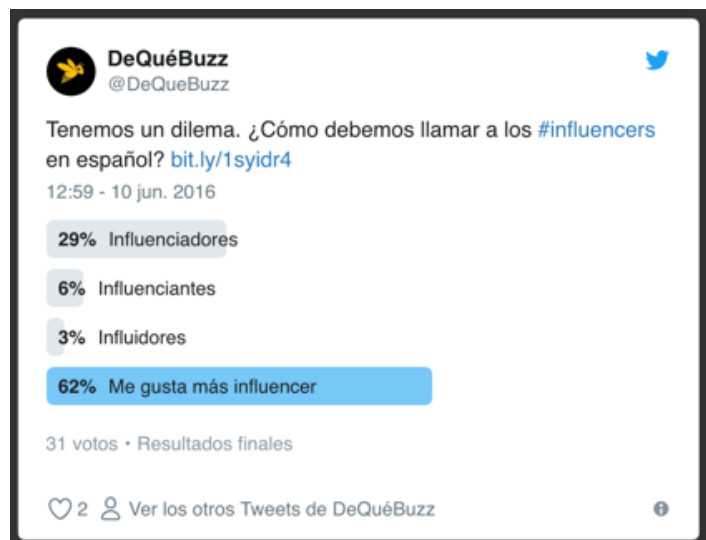 DeQuéBuzz
@DeQueBuzz
Tenemos un dilema. ¿Cómo debemos llamar a los #influencers
en español? bit.ly/1syidr4
12:59 - 10 jun. 2016
29% Influenciadores
6% Influenciantes
3% Influidores
62% Me gusta más influencer
31 votos • Resultados finales
2 Ver los otros Tweets de DeQuéBuzz